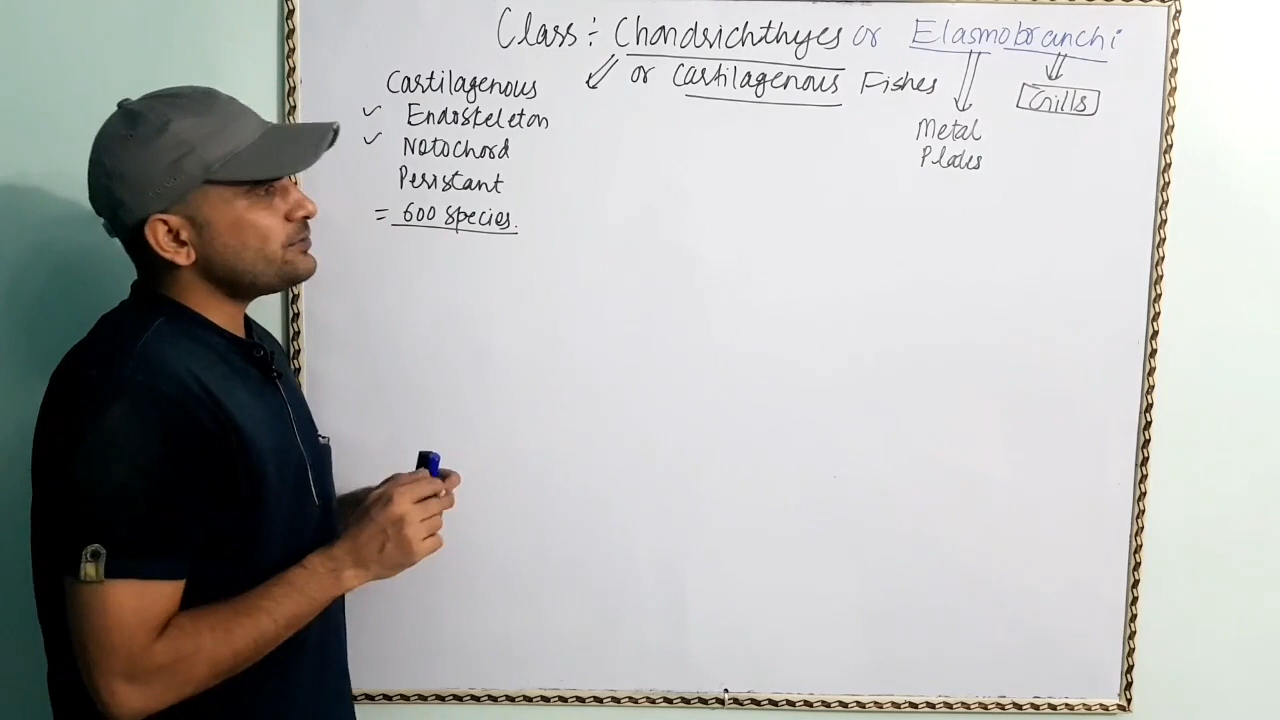 Class :- Chondrichthyes or Elasmobranchi
or Cartilagenous Fishes
Cartilagenous
Endoskeleton
Notochord
Persistant
= 600 species.
Metal
Plates
Gills